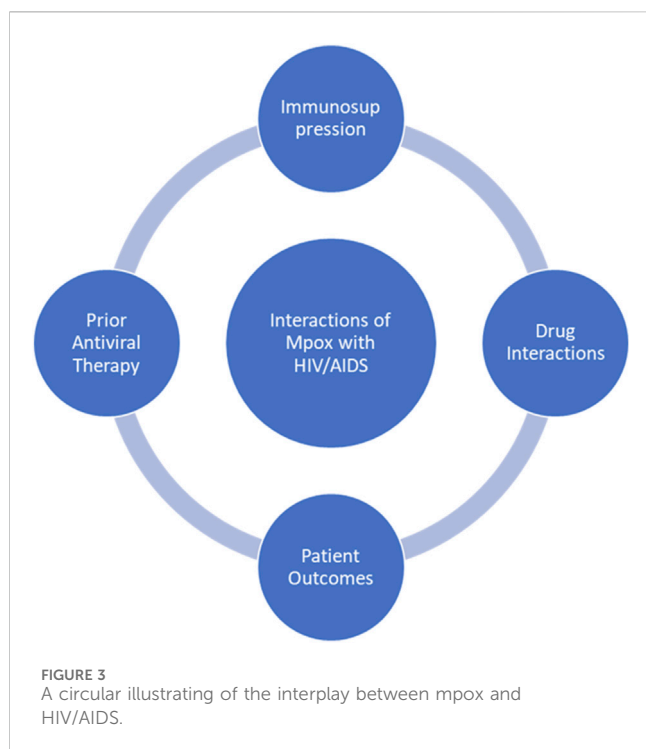 Immunosup
pression
Prior
Antiviral
Therapy
Interactions of
Mpox with
HIV/AIDS
Drug
Interactions
Patient
Outcomes
FIGURE 3
A circular illustrating of the interplay between mpox and
HIV/AIDS.